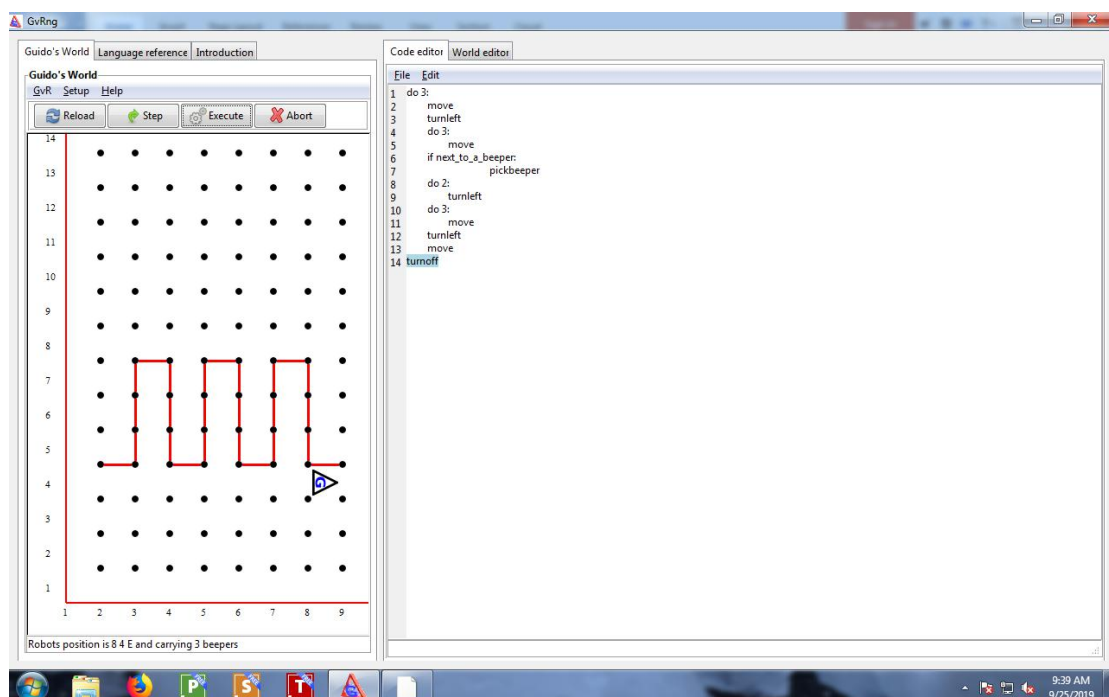 GvRng
Guido's World Language reference Introduction
Guido's World
GvR Setup Help
Reload Step Execute Abort
14
13
12
11
10
9
8
7
6
5
4
3
2
1
1 2 3 4 5 6 7 8 9
G
Robots position is 8 4 E and carrying 3 beepers
Code editor World editor
File Edit
1 do 3:
2 move
3 turnleft
4 do 3:
5 move
6 if next_to_a_beeper:
7 pickbeeper
8 do 2:
9 turnleft
10 do 3:
11 move
12 turnleft
13 move
14 turnoff
P S T
9:39 AM
9/25/2019